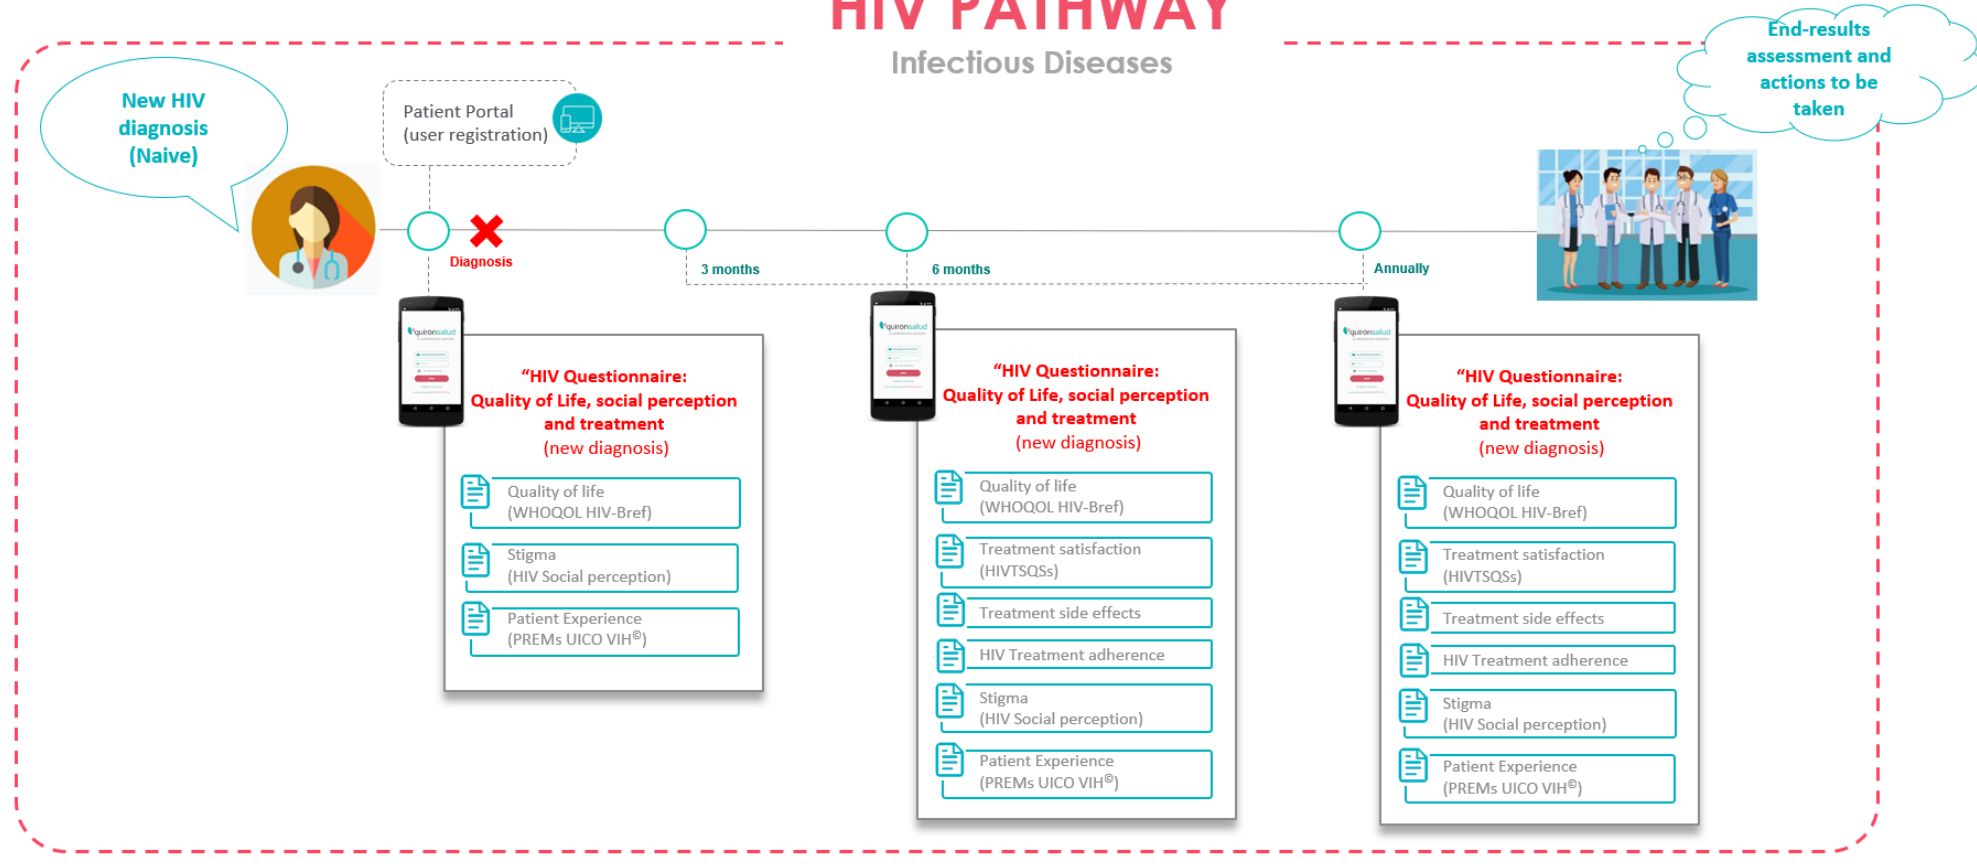 HIV PATHWAY
Infectious Diseases
New HIV
diagnosis
(Naive)
Patient Portal
(user registration)
End-results
assessment and
actions to be
taken
Diagnosis
3 months
6 months
Annually
quirónsalud
"HIV Questionnaire:
Quality of Life, social perception
and treatment
(new diagnosis)
Quality of life
(WHOQOL HIV-Bref)
Stigma
(HIV Social perception)
Patient Experience
(PREMs UICO VIH©)
quirónsalud
"HIV Questionnaire:
Quality of Life, social perception
and treatment
(new diagnosis)
Quality of life
(WHOQOL HIV-Bref)
Treatment satisfaction
(HIVTSQSs)
Treatment side effects
HIV Treatment adherence
Stigma
(HIV Social perception)
Patient Experience
(PREMs UICO VIH©)
quirónsalud
"HIV Questionnaire:
Quality of Life, social perception
and treatment
(new diagnosis)
Quality of life
(WHOQOL HIV-Bref)
Treatment satisfaction
(HIVTSQSs)
Treatment side effects
HIV Treatment adherence
Stigma
(HIV Social perception)
Patient Experience
(PREMs UICO VIH©)